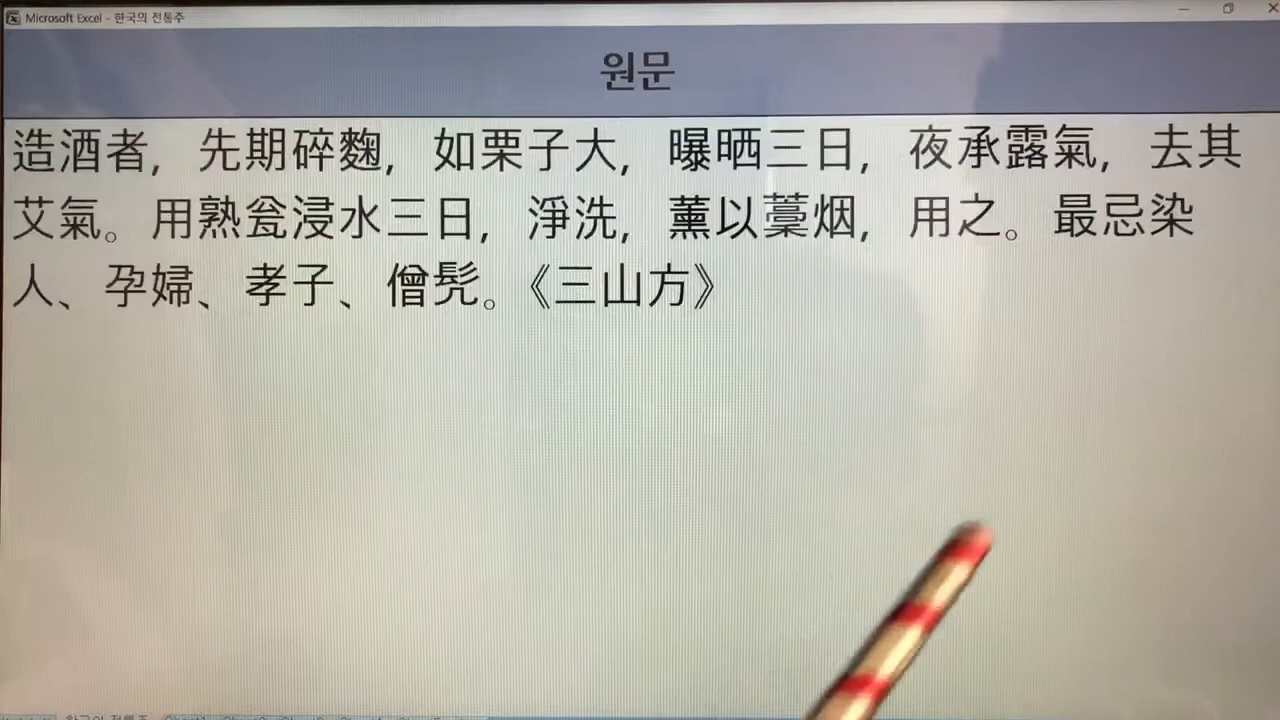 Microsoft Excel - 한국의 전통주
원문
造酒者，先期碎麴，如栗子大，曝晒三日，夜承露氣，去其
艾氣。用熟瓮浸水三日，淨洗，薰以藁烟，用之。最忌染
人、孕婦、孝子、僧髡。《三山方》